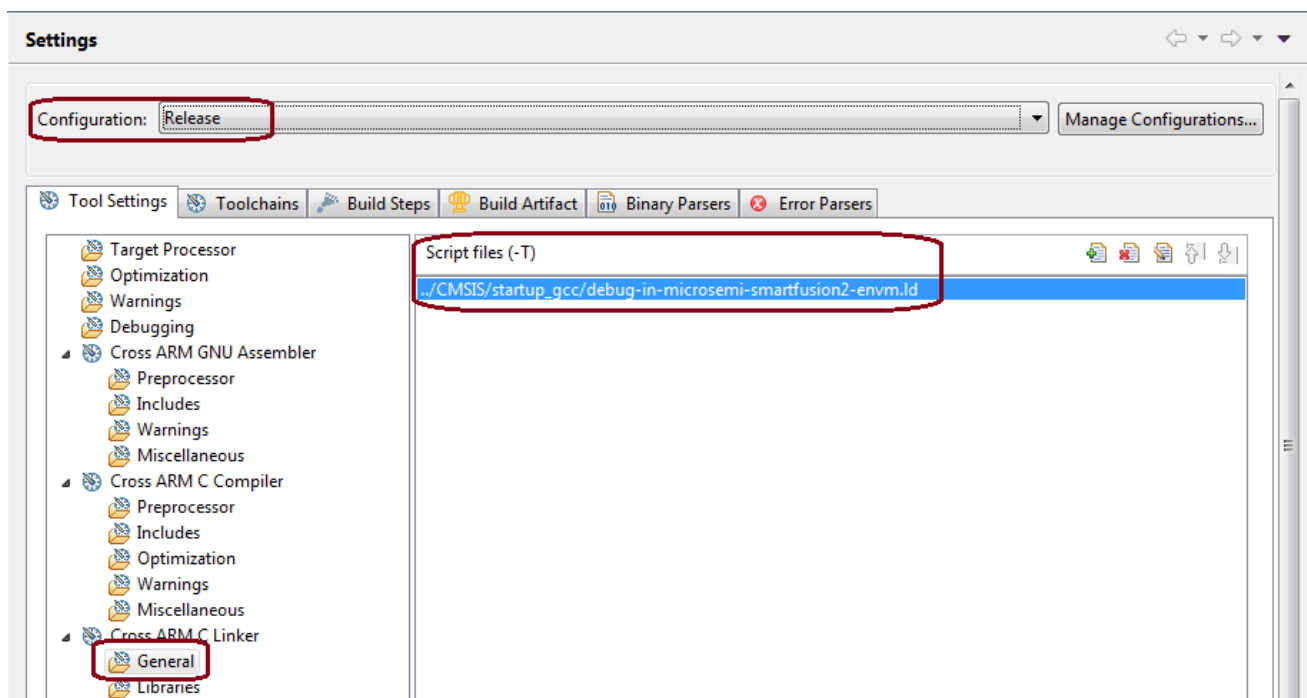 Settings
Configuration: Release Manage Configurations...
Tool Settings Toolchains Build Steps Build Artifact Binary Parsers Error Parsers
Target Processor
Optimization
Warnings
Debugging
Cross ARM GNU Assembler
Preprocessor
Includes
Warnings
Miscellaneous
Cross ARM C Compiler
Preprocessor
Includes
Optimization
Warnings
Miscellaneous
Cross ARM C Linker
General
Libraries
Script files (-T)
../CMSIS/startup_gcc/debug-in-microsemi-smartfusion2-envm.ld